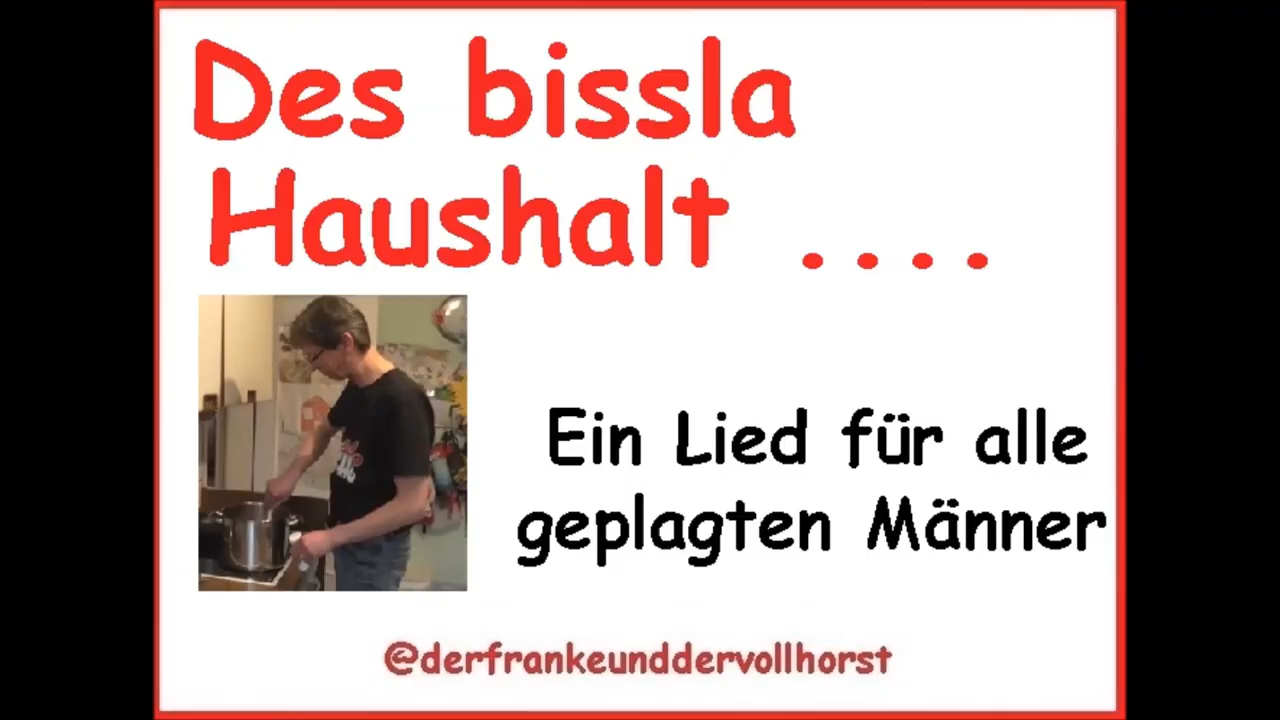 Des bissla
Haushalt ....
Ein Lied für alle
geplagten Männer
@derfrankeunddervollhorst